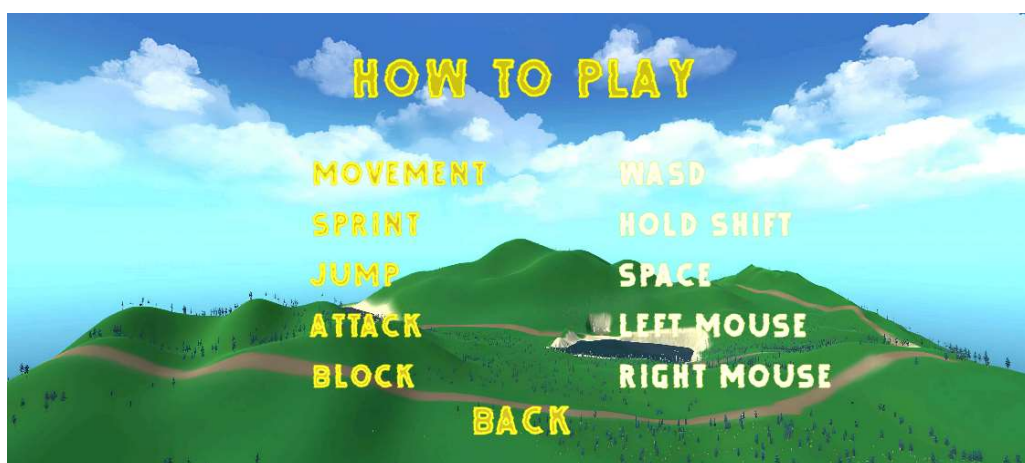 HOW TO PLAY
MOVEMENT WASD
SPRINT HOLD SHIFT
JUMP SPACE
ATTACK LEFT MOUSE
BLOCK RIGHT MOUSE
BACK